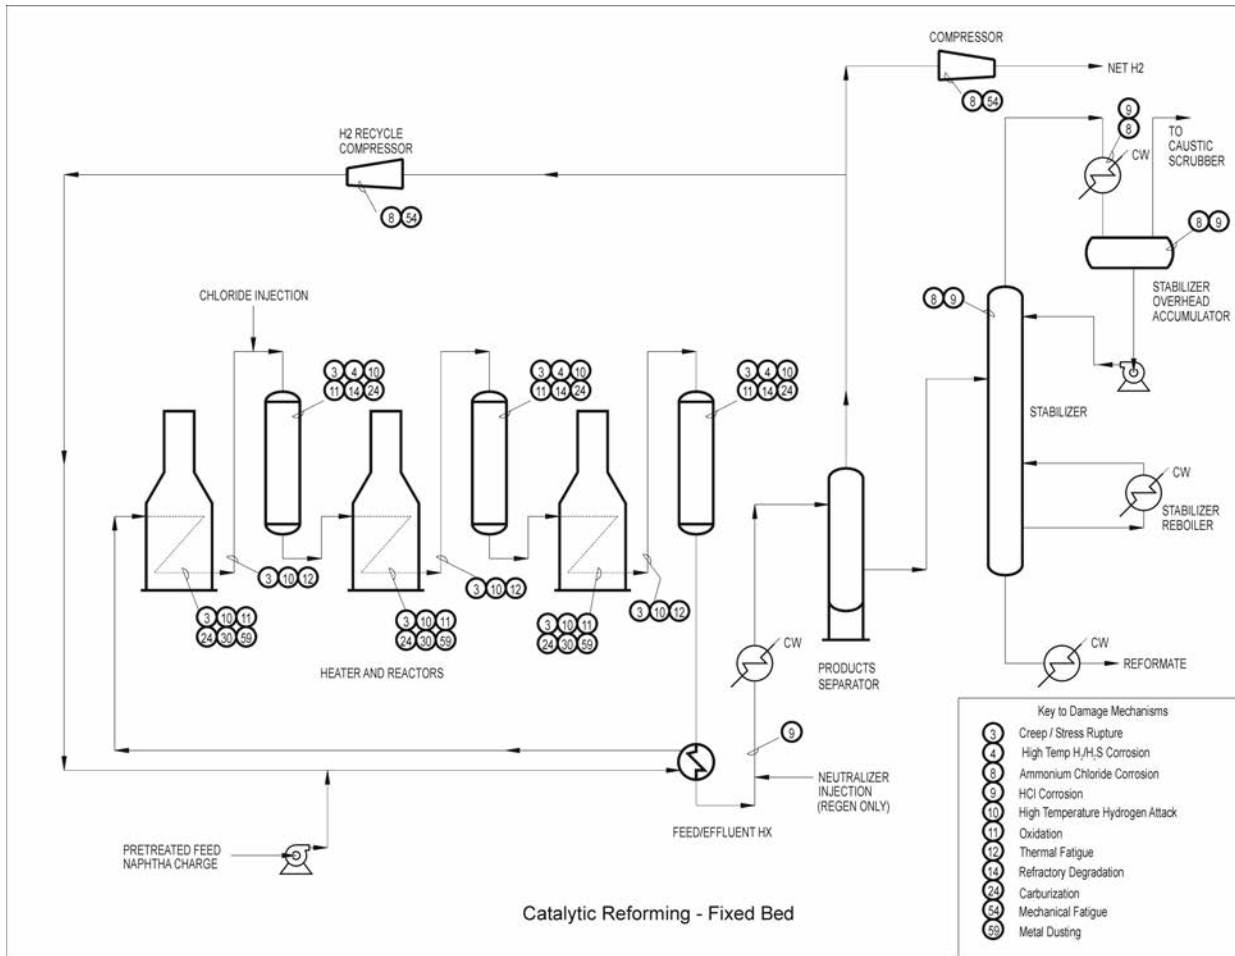 COMPRESSOR
NET H2
8 54
9
8
CW
TO
CAUSTIC
SCRUBBER
H2 RECYCLE
COMPRESSOR
8 54
8 9
STABILIZER
OVERHEAD
ACCUMULATOR
CHLORIDE INJECTION
8 9
3 4 10
11 14 24
3 4 10
11 14 24
3 4 10
11 14 24
STABILIZER
CW
STABILIZER
REBOILER
3 10 12
3 10 12
3 10 12
3 10 11
24 30 59
3 10 11
24 30 59
3 10 11
24 30 59
HEATER AND REACTORS
CW
PRODUCTS
SEPARATOR
CW
REFORMATE
9
NEUTRALIZER
INJECTION
(REGEN ONLY)
FEED/EFFLUENT HX
PRETREATED FEED
NAPHTHA CHARGE
Catalytic Reforming - Fixed Bed
Key to Damage Mechanisms
3 Creep / Stress Rupture
4 High Temp H₂/H₂S Corrosion
8 Ammonium Chloride Corrosion
9 HCl Corrosion
10 High Temperature Hydrogen Attack
11 Oxidation
12 Thermal Fatigue
14 Refractory Degradation
24 Carburization
54 Mechanical Fatigue
59 Metal Dusting